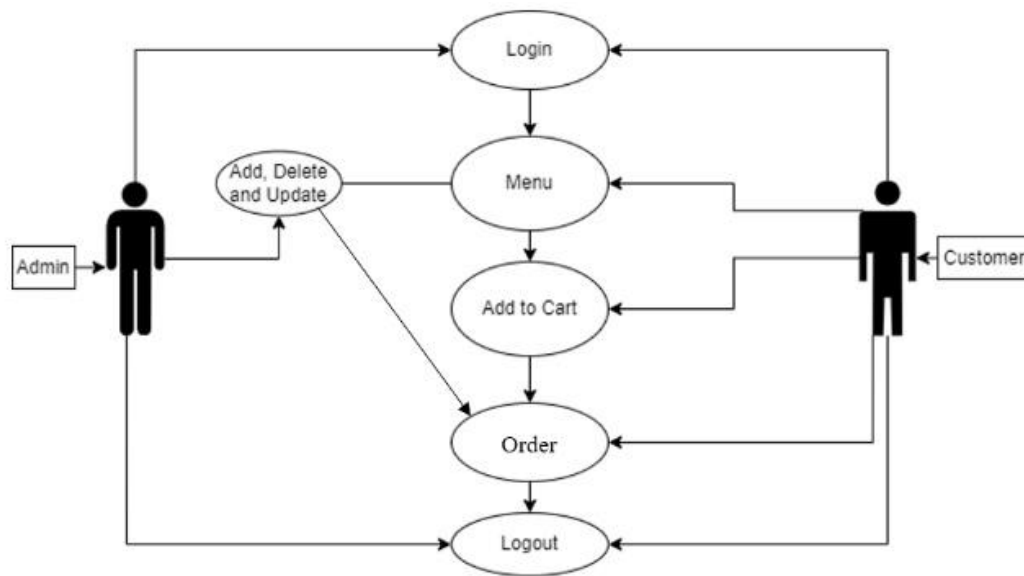 Login
Add, Delete
and Update
Menu
Admin
Customer
Add to Cart
Order
Logout